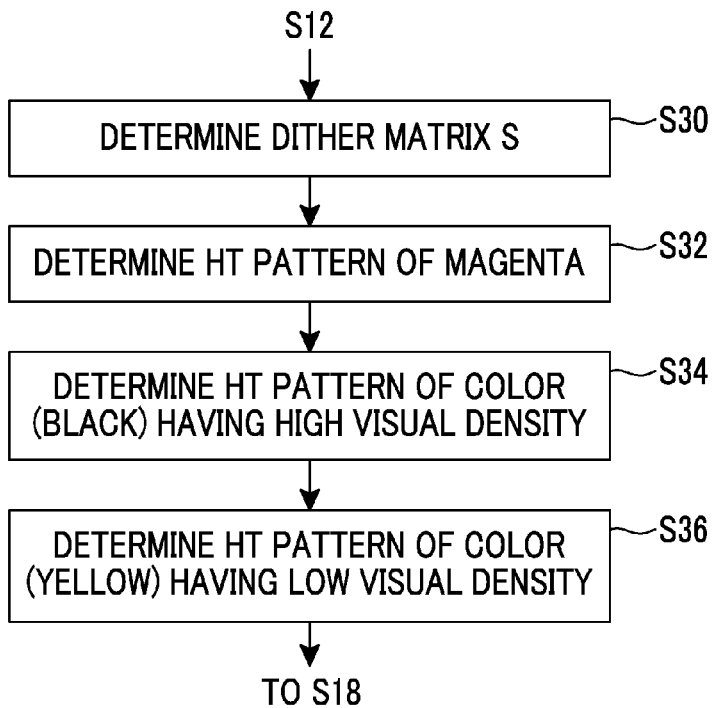 S12
DETERMINE DITHER MATRIX S
S30
DETERMINE HT PATTERN OF MAGENTA
S32
DETERMINE HT PATTERN OF COLOR
(BLACK) HAVING HIGH VISUAL DENSITY
S34
DETERMINE HT PATTERN OF COLOR
(YELLOW) HAVING LOW VISUAL DENSITY
S36
TO S18